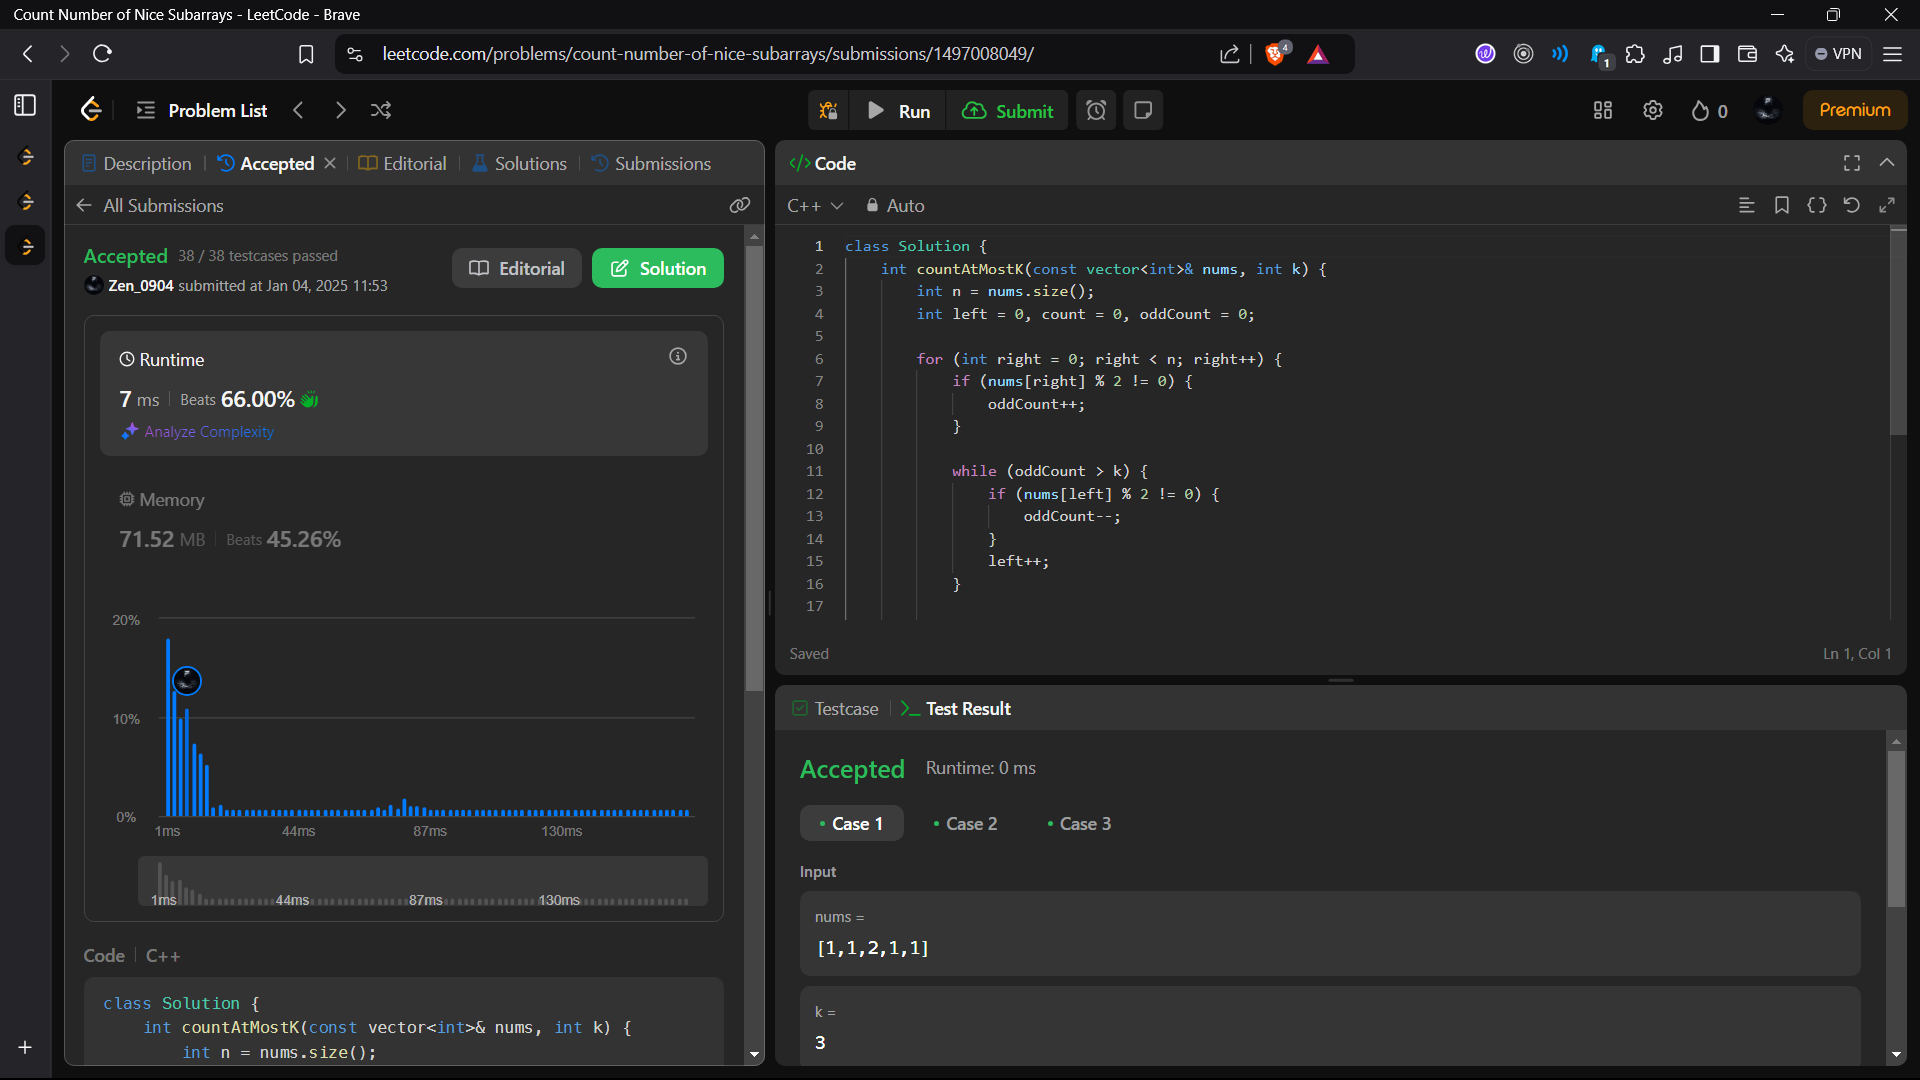 Count Number of Nice Subarrays - LeetCode - Brave
leetcode.com/problems/count-number-of-nice-subarrays/submissions/1497008049/
4
1
VPN
Problem List
Run
Submit
0
Premium
Description
Accepted
Editorial
Solutions
Submissions
All Submissions
Accepted 38 / 38 testcases passed
Zen_0904 submitted at Jan 04, 2025 11:53
Editorial
Solution
Runtime
7 ms Beats 66.00%
Analyze Complexity
Memory
71.52 MB Beats 45.26%
20%
10%
0%
1ms 44ms 87ms 130ms
1ms 44ms 87ms 130ms
Code C++
class Solution {
int countAtMostK(const vector<int>& nums, int k) {
int n = nums.size();
</> Code
C++ Auto
1 class Solution {
2 int countAtMostK(const vector<int>& nums, int k) {
3 int n = nums.size();
4 int left = 0, count = 0, oddCount = 0;
5
6 for (int right = 0; right < n; right++) {
7 if (nums[right] % 2 != 0) {
8 oddCount++;
9 }
10
11 while (oddCount > k) {
12 if (nums[left] % 2 != 0) {
13 oddCount--;
14 }
15 left++;
16 }
17
Saved
Ln 1, Col 1
Testcase
Test Result
Accepted Runtime: 0 ms
Case 1
Case 2
Case 3
Input
nums =
[1,1,2,1,1]
k =
3